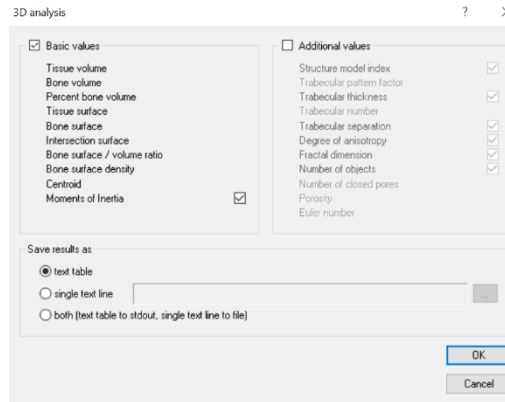 3D analysis
?
Basic values
Tissue volume
Bone volume
Percent bone volume
Tissue surface
Bone surface
Intersection surface
Bone surface / volume ratio
Bone surface density
Centroid
Moments of Inertia
Additional values
Structure model index
Trabecular pattern factor
Trabecular thickness
Trabecular number
Trabecular separation
Degree of anisotropy
Fractal dimension
Number of objects
Number of closed pores
Porosity
Euler number
Save results as
text table
single text line
...
both (text table to stdout, single text line to file)
OK
Cancel